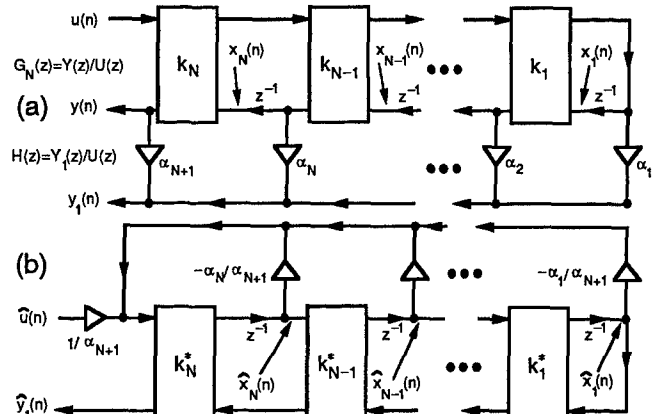 u(n)
G_N(z)=Y(z)/U(z)
k_N
x_N(n)
k_{N-1}
x_{N-1}(n)
k_1
x_1(n)
(a)
y(n)
z^{-1}
z^{-1}
z^{-1}
H(z)=Y_1(z)/U(z)
α_{N+1}
α_N
α_2
α_1
y_1(n)
(b)
-α_N/α_{N+1}
-α_1/α_{N+1}
û(n)
1/α_{N+1}
k*_N
z^{-1}
x̂_N(n)
k*_{N-1}
z^{-1}
x̂_{N-1}(n)
k*_1
z^{-1}
x̂_1(n)